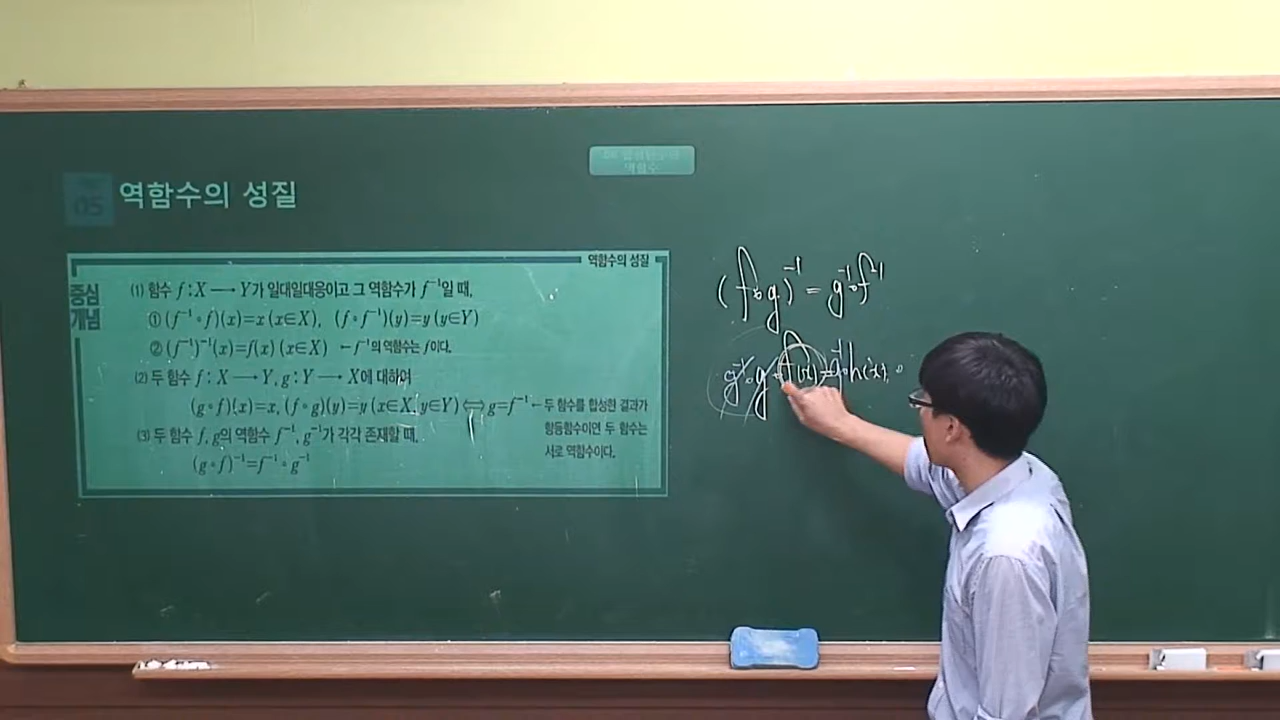 05 역함수의 성질
역함수의 성질
중심
개념
(1) 함수 f : X ⟶ Y가 일대일대응이고 그 역함수가 f⁻¹일 때,
① (f⁻¹∘f)(x)=x (x∈X), (f∘f⁻¹)(y)=y (y∈Y)
② (f⁻¹)⁻¹(x)=f(x) (x∈X) ←f⁻¹의 역함수는 f이다.
(2) 두 함수 f : X ⟶ Y, g : Y ⟶ X에 대하여
(g∘f)(x)=x, (f∘g)(y)=y (x∈X, y∈Y) ⟺ g=f⁻¹ ← 두 함수를 합성한 결과가
항등함수이면 두 함수는
서로 역함수이다.
(3) 두 함수 f, g의 역함수 f⁻¹, g⁻¹가 각각 존재할 때,
(g∘f)⁻¹=f⁻¹∘g⁻¹
(f∘g)⁻¹ = g⁻¹∘f⁻¹
g⁻¹∘g∘f(x)=g⁻¹∘h(x)